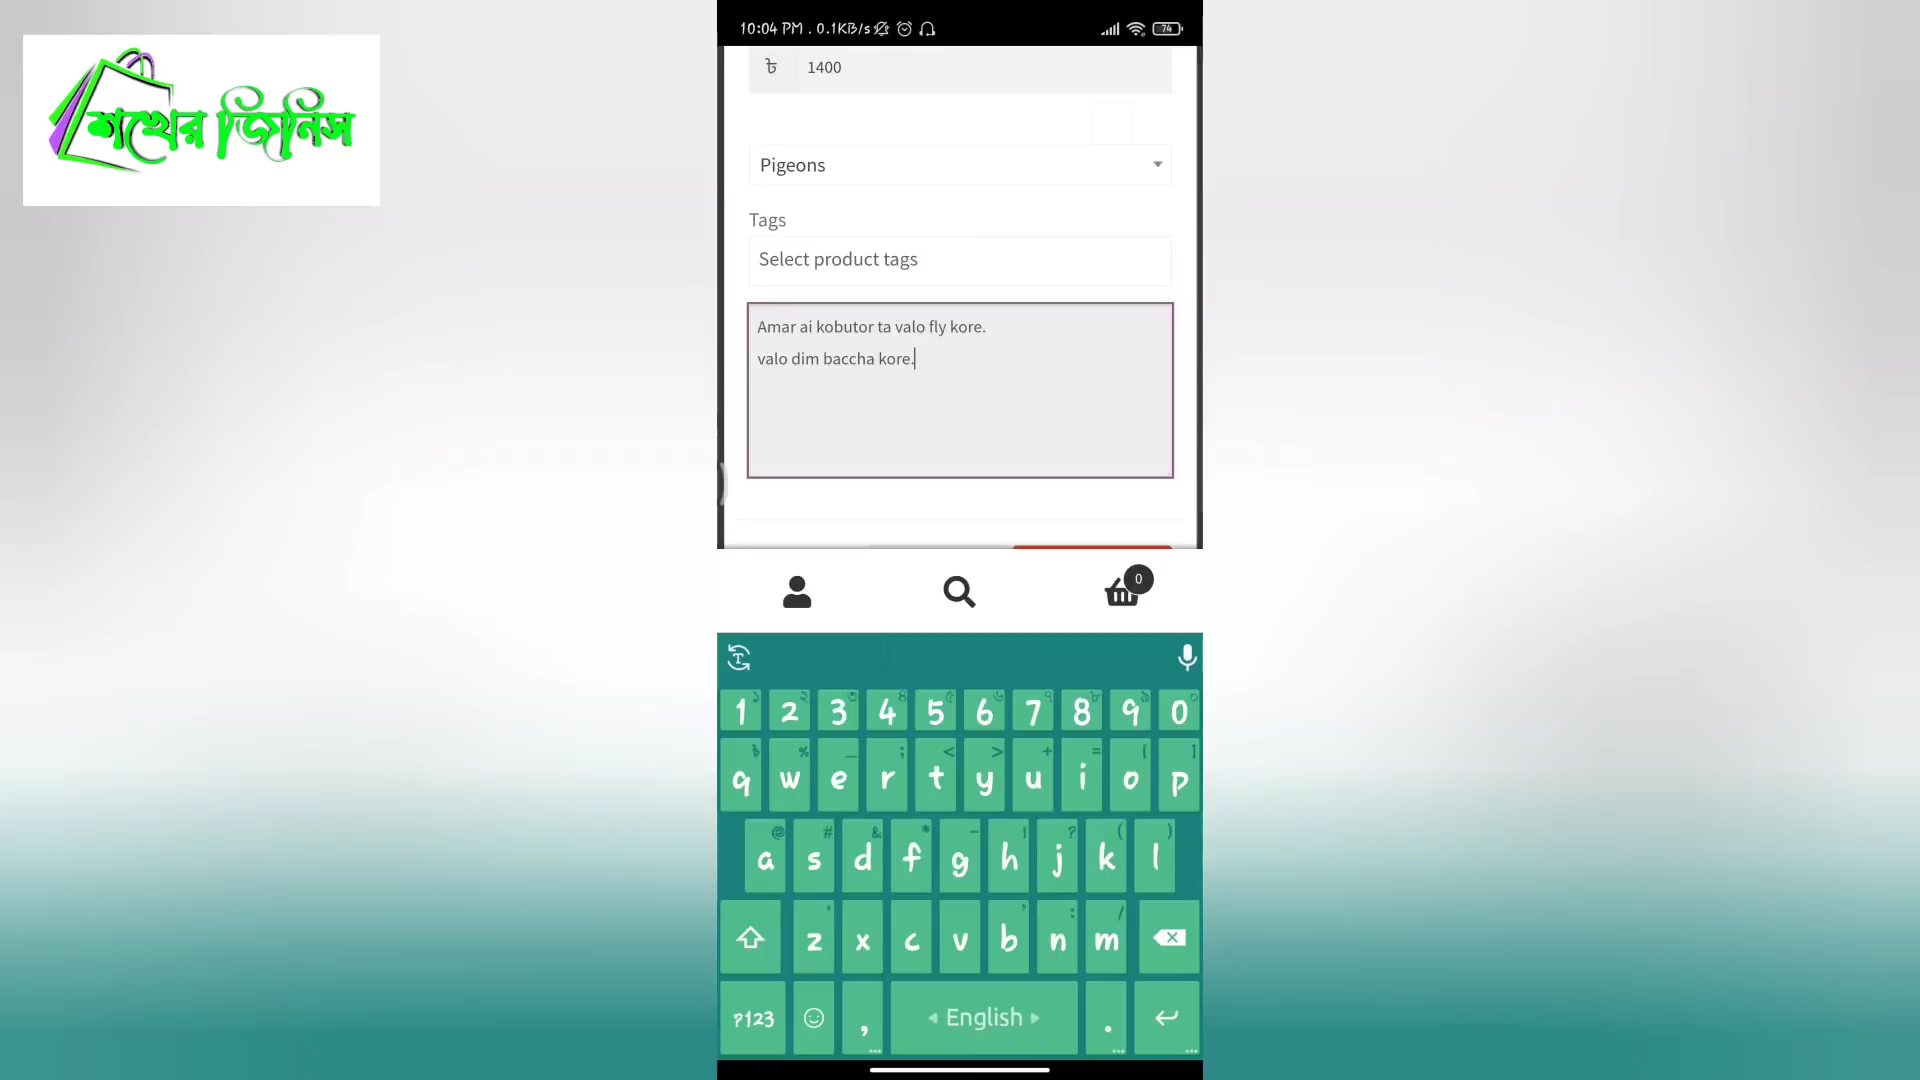 শখের জিনিস
10:04 PM . 0.1KB/s
74
৳ 1400
Pigeons
Tags
Select product tags
Amar ai kobutor ta valo fly kore.
valo dim baccha kore.
0
1 2 3 4 5 6 7 8 9 0
q w e r t y u i o p
a s d f g h j k l
z x c v b n m
?123 , English .